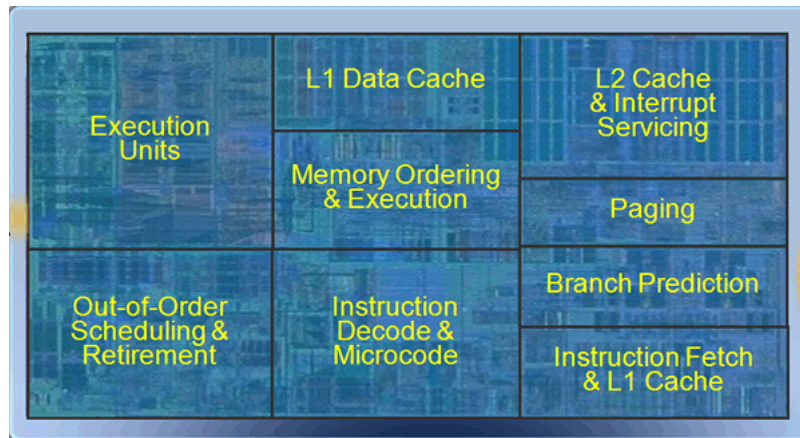 Execution
Units
L1 Data Cache
L2 Cache
& Interrupt
Servicing
Memory Ordering
& Execution
Paging
Out-of-Order
Scheduling &
Retirement
Instruction
Decode &
Microcode
Branch Prediction
Instruction Fetch
& L1 Cache